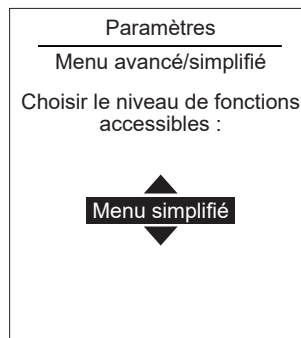 Paramètres
Menu avancé/simplifié
Choisir le niveau de fonctions
accessibles :
Menu simplifié